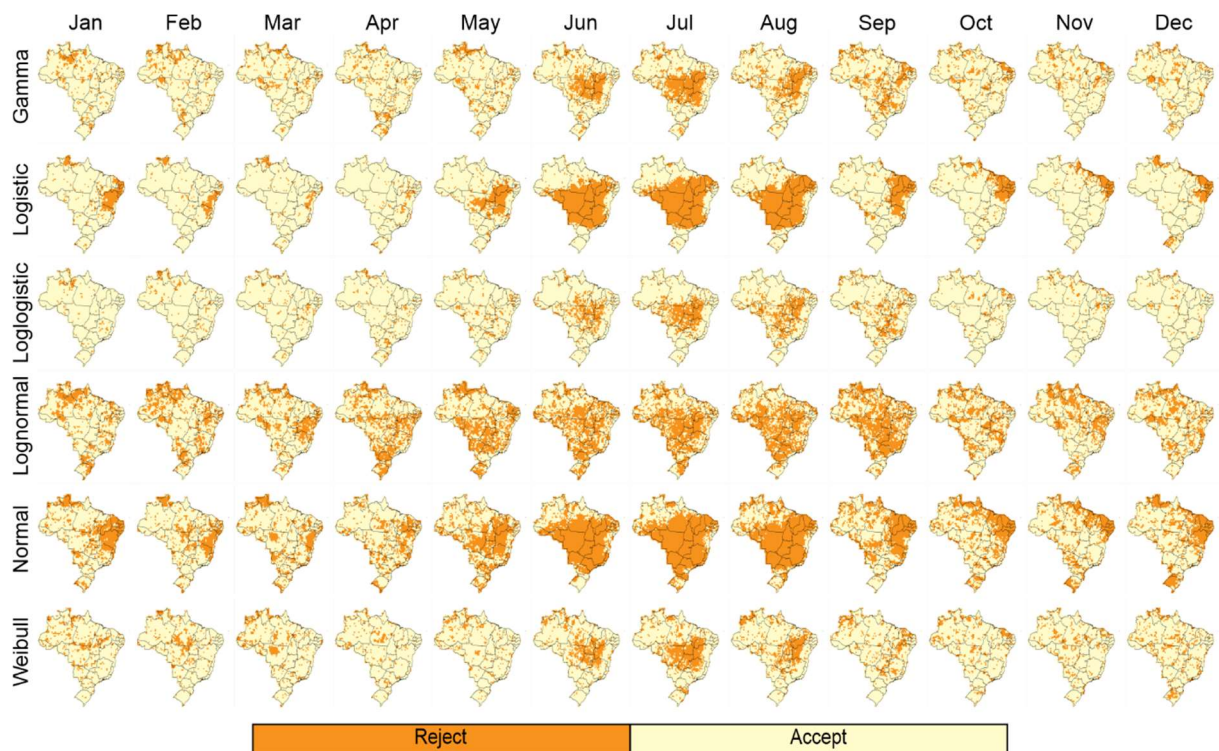 Jan Feb Mar Apr May Jun Jul Aug Sep Oct Nov Dec
Gamma
Logistic
Loglogistic
Lognormal
Normal
Weibull
Reject Accept